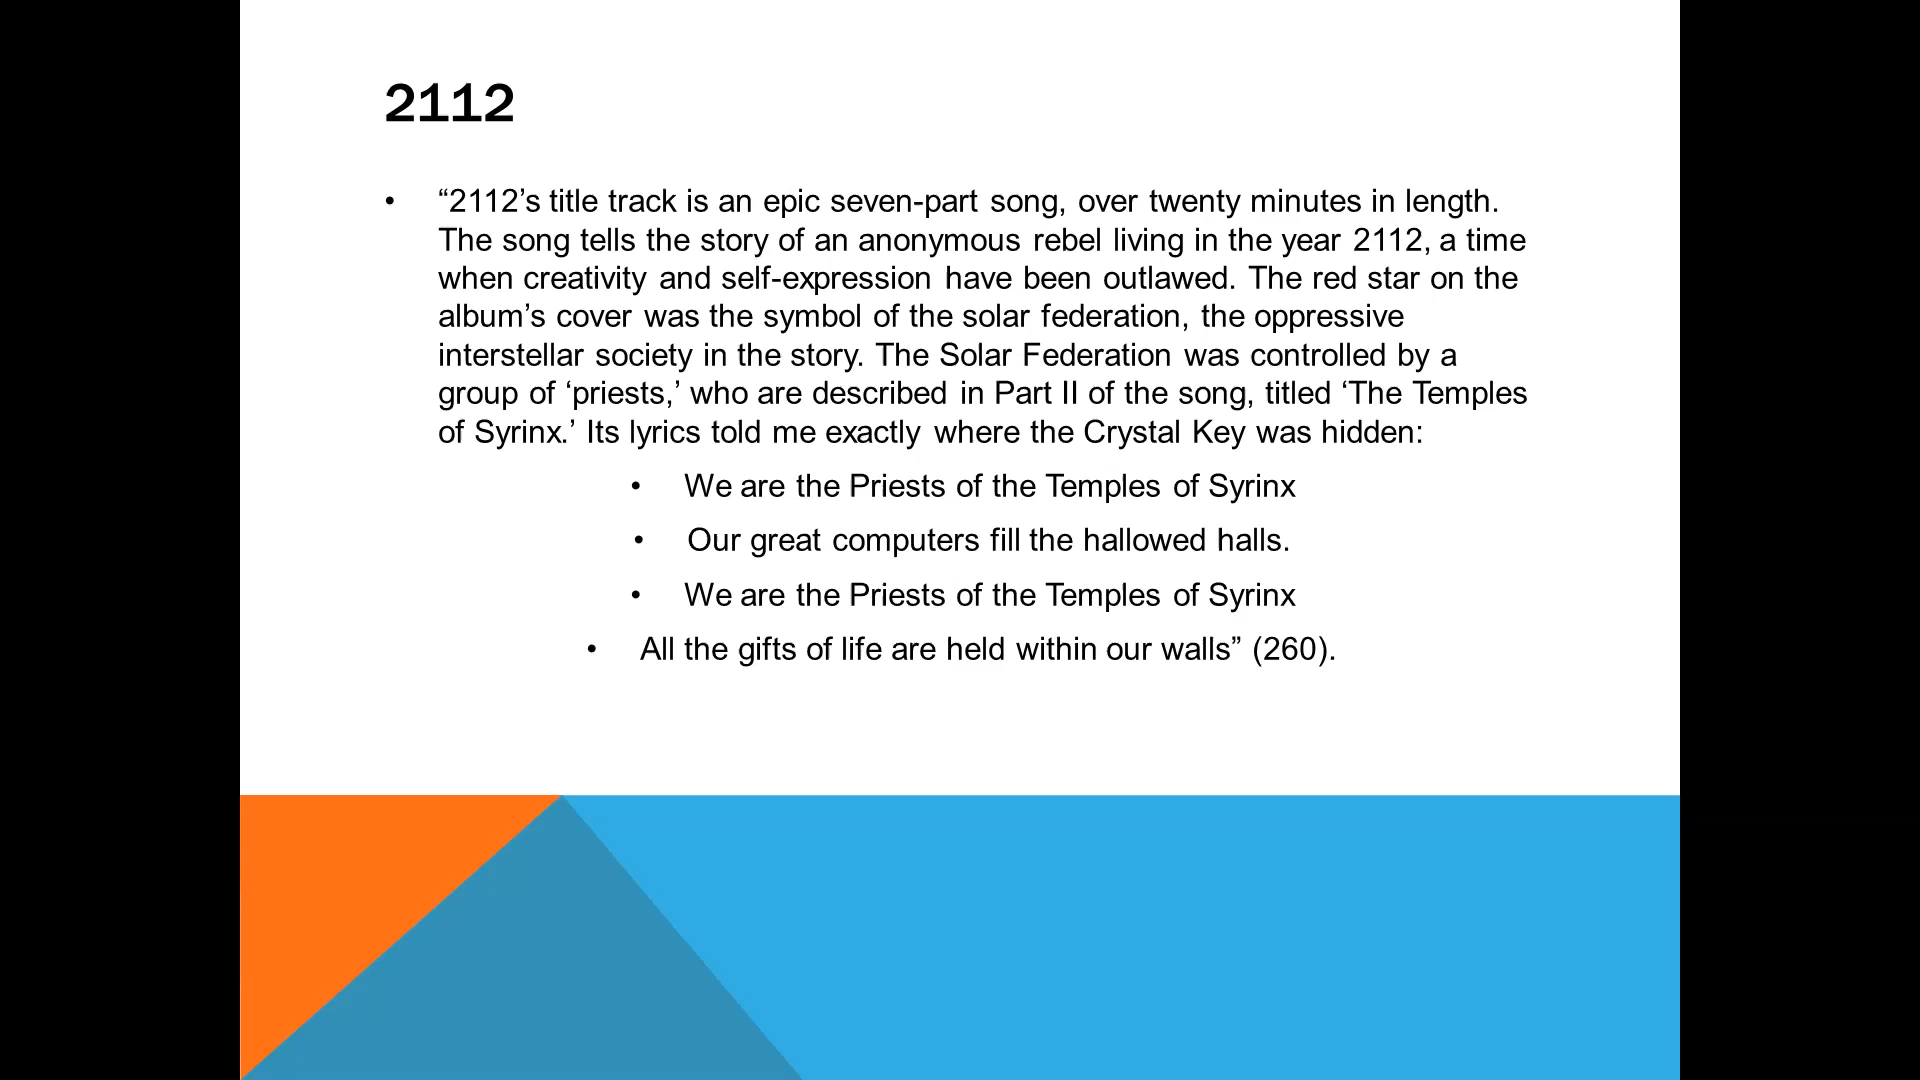 2112
• “2112’s title track is an epic seven-part song, over twenty minutes in length.
The song tells the story of an anonymous rebel living in the year 2112, a time
when creativity and self-expression have been outlawed. The red star on the
album’s cover was the symbol of the solar federation, the oppressive
interstellar society in the story. The Solar Federation was controlled by a
group of ‘priests,’ who are described in Part II of the song, titled ‘The Temples
of Syrinx.’ Its lyrics told me exactly where the Crystal Key was hidden:
• We are the Priests of the Temples of Syrinx
• Our great computers fill the hallowed halls.
• We are the Priests of the Temples of Syrinx
• All the gifts of life are held within our walls” (260).